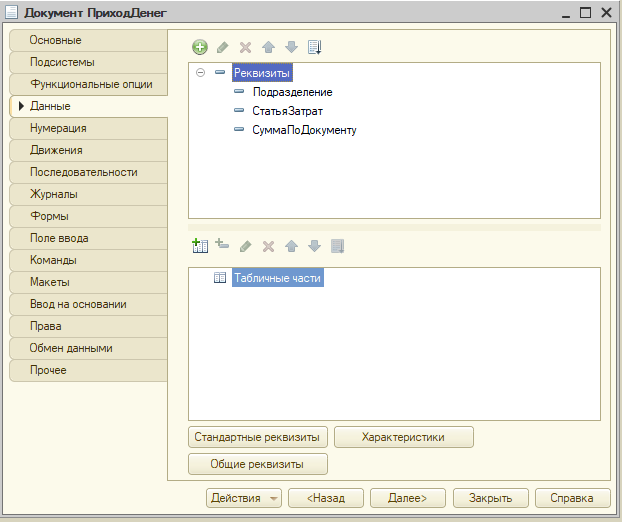 Документ ПриходДенег
Основные
Подсистемы
Функциональные опции
Данные
Нумерация
Движения
Последовательности
Журналы
Формы
Поле ввода
Команды
Макеты
Ввод на основании
Права
Обмен данными
Прочее
Реквизиты
Подразделение
СтатьяЗатрат
СуммаПоДокументу
Табличные части
Стандартные реквизиты
Характеристики
Общие реквизиты
Действия
<Назад
Далее>
Закрыть
Справка